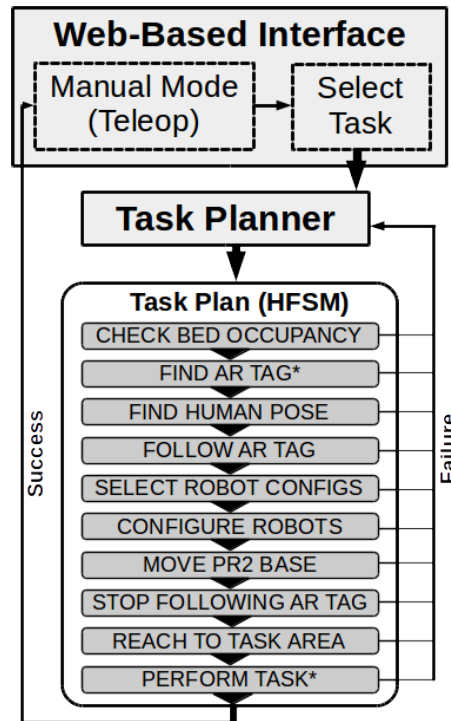 Web-Based Interface
Manual Mode
(Teleop)
Select
Task
Task Planner
Task Plan (HFSM)
CHECK BED OCCUPANCY
FIND AR TAG*
FIND HUMAN POSE
FOLLOW AR TAG
SELECT ROBOT CONFIGS
CONFIGURE ROBOTS
MOVE PR2 BASE
STOP FOLLOWING AR TAG
REACH TO TASK AREA
PERFORM TASK*
Success
Failure